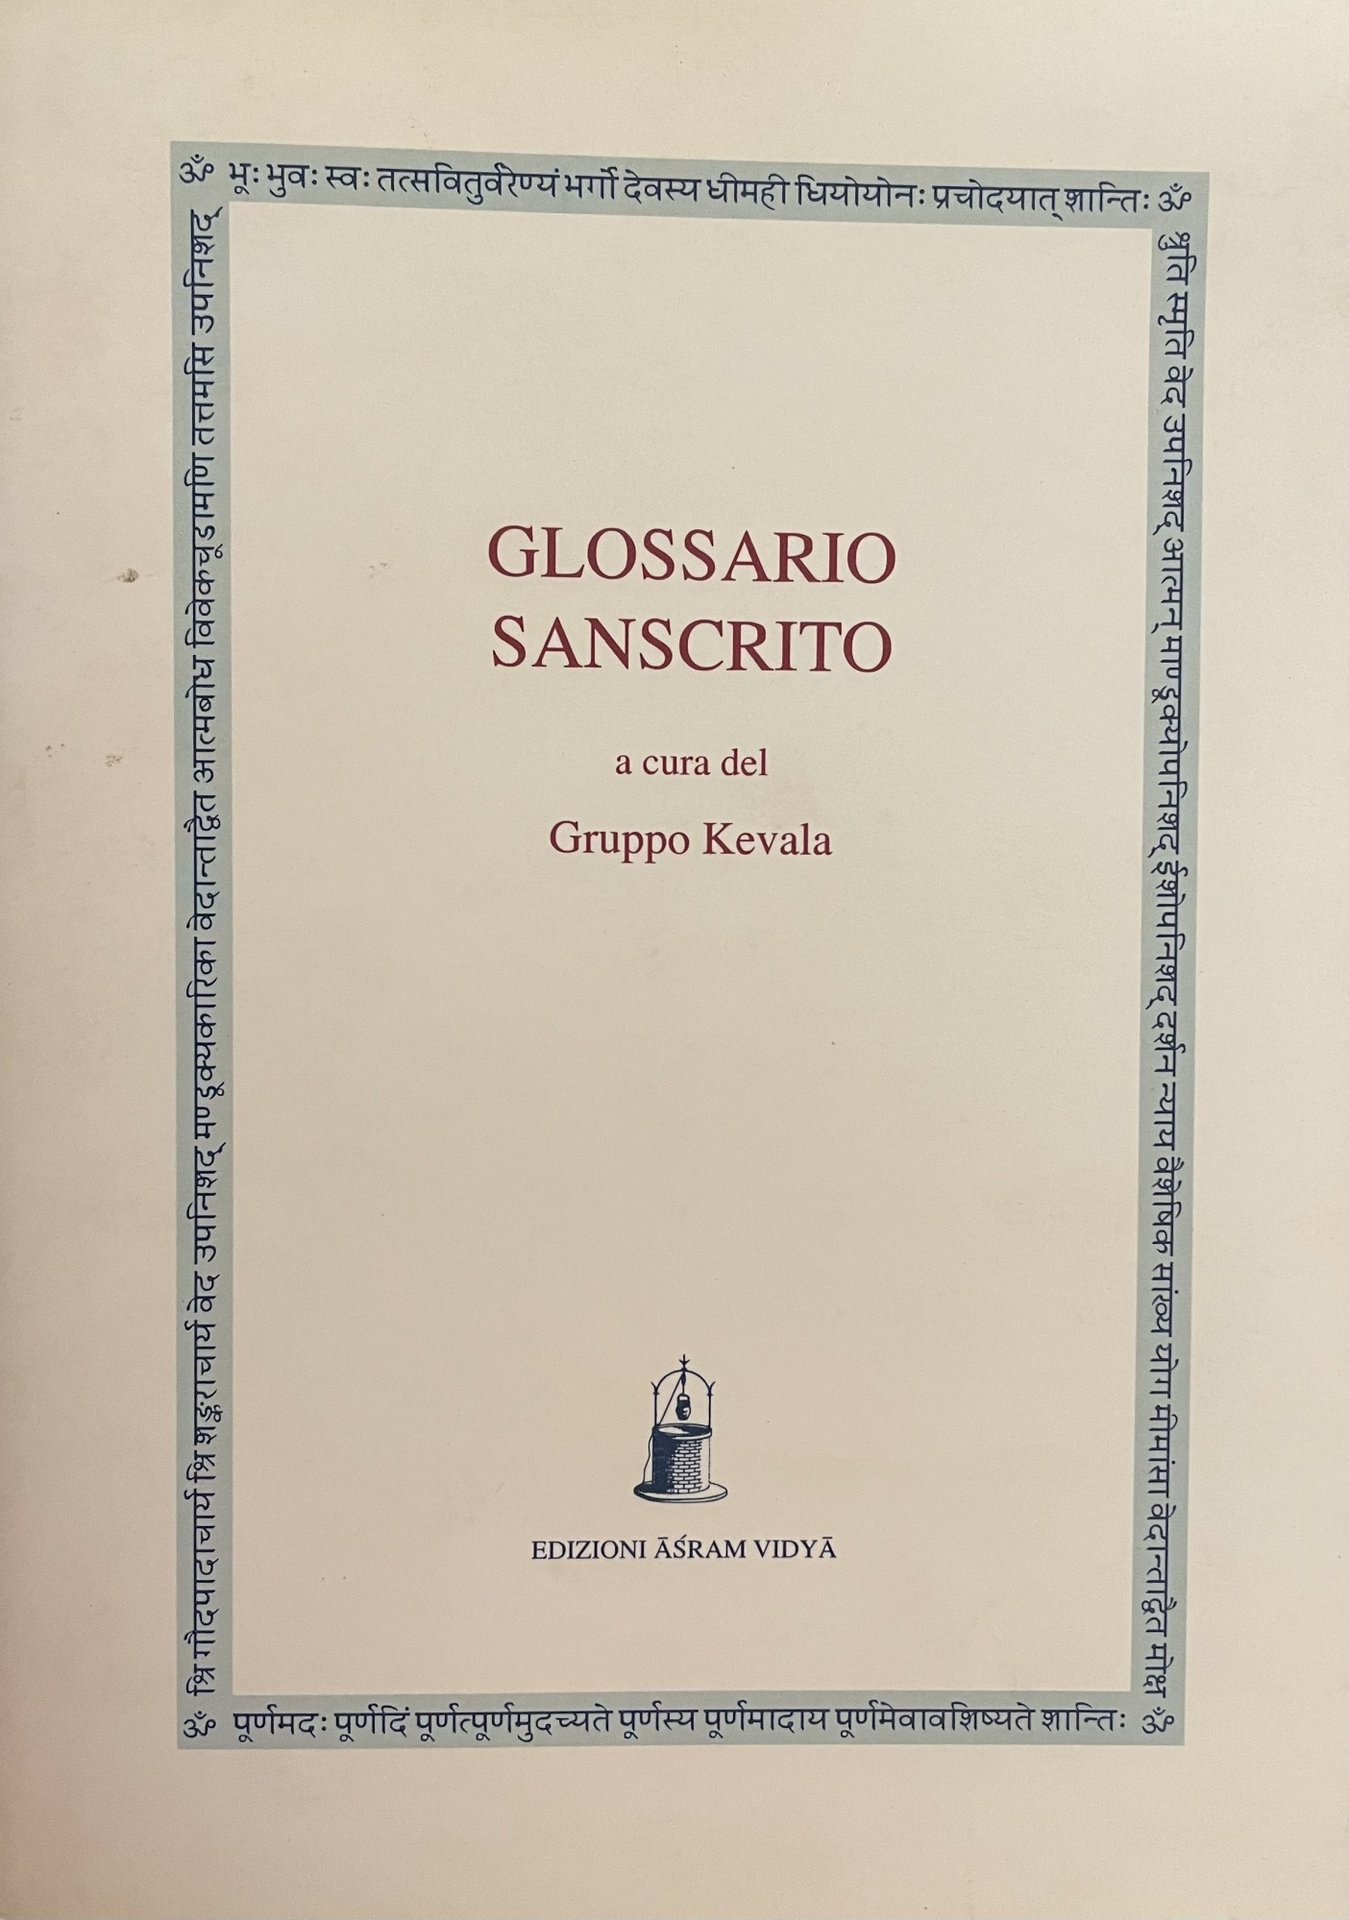 ॐ भूः भुवः स्वः तत्सवितुर्वरेण्यं भर्गो देवस्य धीमही धियोयोनः प्रचोदयात् शान्तिः ॐ
श्रुति स्मृति वेद उपनिशद् आत्मन् माण्डूक्योपनिशद् ईशोपनिशद् दर्शन न्याय वैशेषिक सांख्य योग मीमांसा वेदान्ताद्वैत मोक्ष
GLOSSARIO
SANSCRITO
a cura del
Gruppo Kevala
EDIZIONI ĀŚRAM VIDYĀ
श्रि गौदपादाचार्य श्रि शङ्कराचार्य वेद उपनिशद् मण्डूक्यकारिका वेदान्ताद्वैत आत्मबोध विवेकचूडामणि तत्तमसि उपनिशद्
ॐ पूर्णमदः पूर्णदिं पूर्णत्पूर्णमुदच्यते पूर्णस्य पूर्णमादाय पूर्णमेवावशिष्यते शान्तिः ॐ